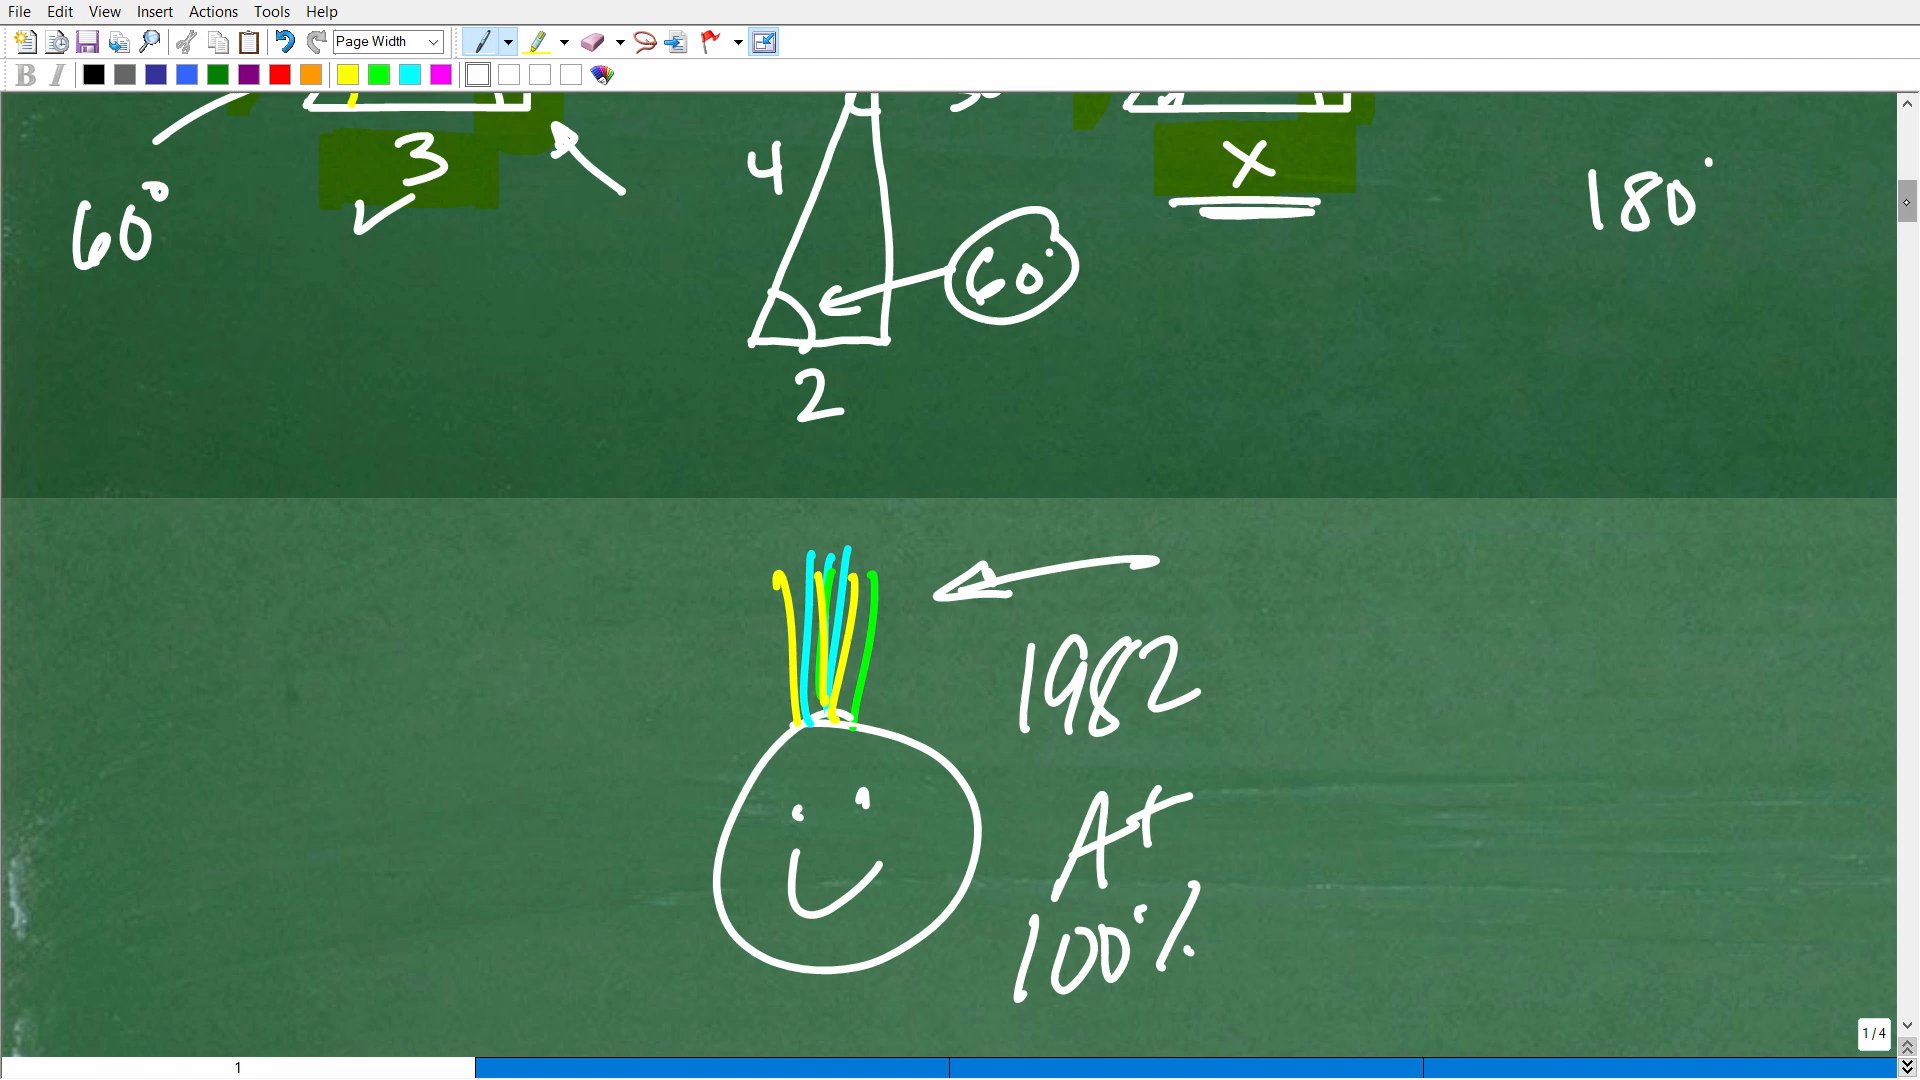 File Edit View Insert Actions Tools Help
Page Width
B I
3
4
x
60°
180°
60°
2
1982
A+
100%
1 / 4
1